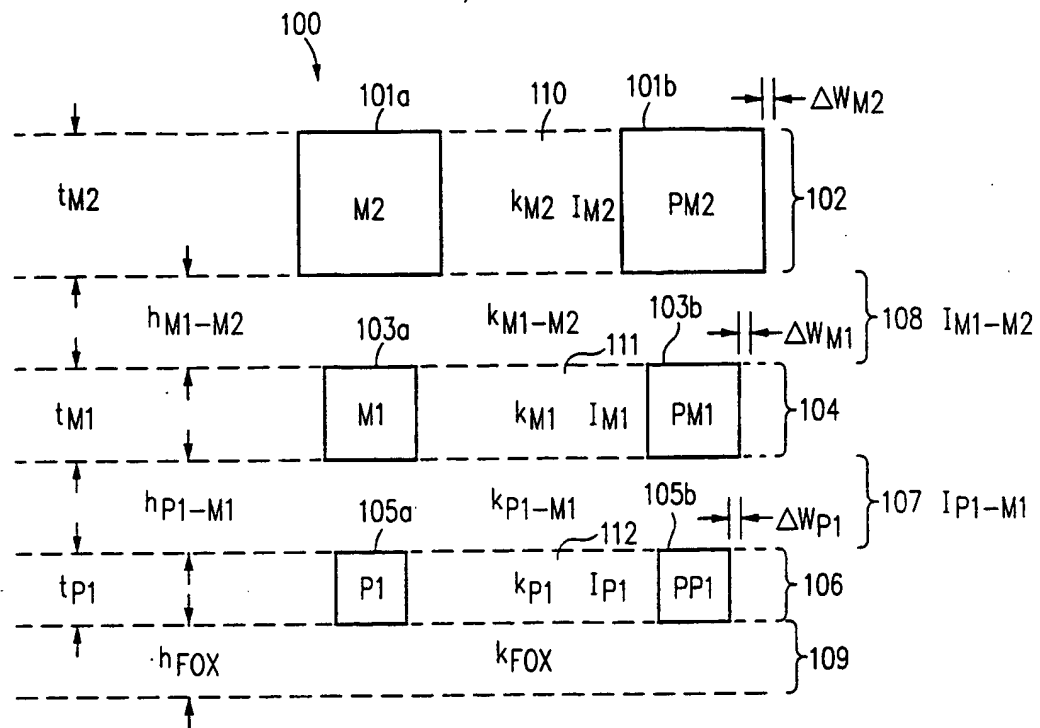 100
101a 110 101b ΔWM2
tM2 M2 kM2 IM2 PM2 102
hM1-M2 kM1-M2 103b 108 IM1-M2
103a 111 ΔWM1
tM1 M1 kM1 IM1 PM1 104
hP1-M1 kP1-M1 105b 107 IP1-M1
105a 112 ΔWP1
tP1 P1 kP1 IP1 PP1 106
hFOX kFOX 109